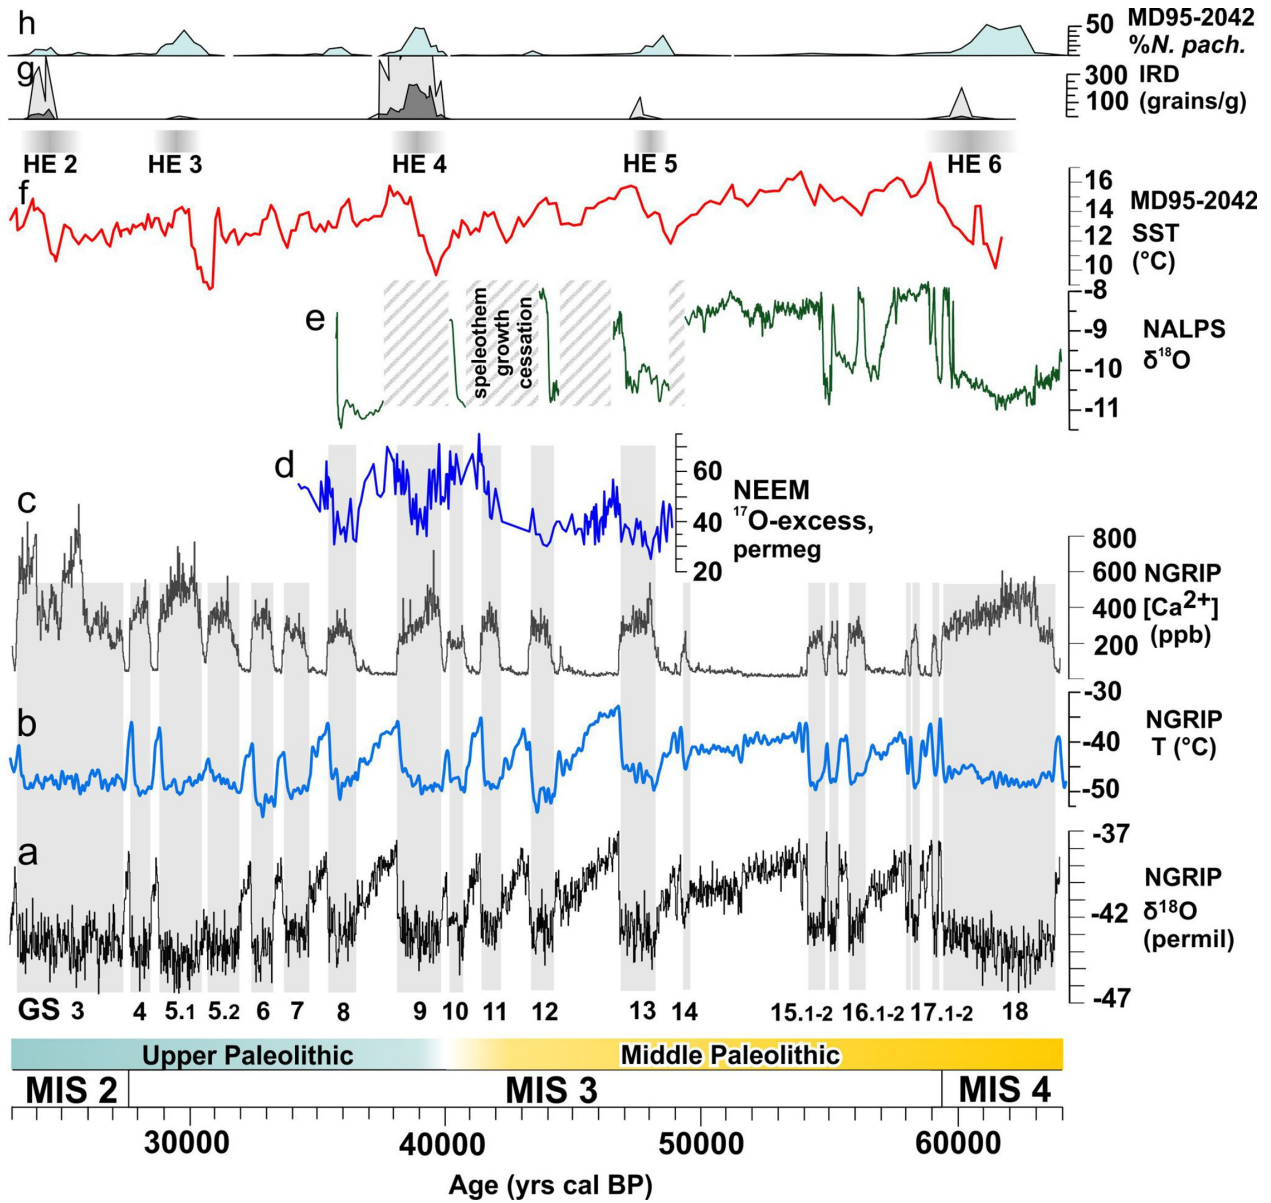 h
50
MD95-2042
%N. pach.
g
300
100
IRD
(grains/g)
HE 2
HE 3
HE 4
HE 5
HE 6
f
16
14
12
10
MD95-2042
SST
(°C)
e
speleothem
growth
cessation
-8
-9
-10
-11
NALPS
δ¹⁸O
d
60
40
20
NEEM
¹⁷O-excess,
permeg
c
800
600
400
200
NGRIP
[Ca²⁺]
(ppb)
b
-30
-40
-50
NGRIP
T (°C)
a
-37
-42
-47
NGRIP
δ¹⁸O
(permil)
GS 3 4 5.1 5.2 6 7 8 9 10 11 12 13 14 15.1-2 16.1-2 17.1-2 18
Upper Paleolithic
Middle Paleolithic
MIS 2
MIS 3
MIS 4
30000 40000 50000 60000
Age (yrs cal BP)